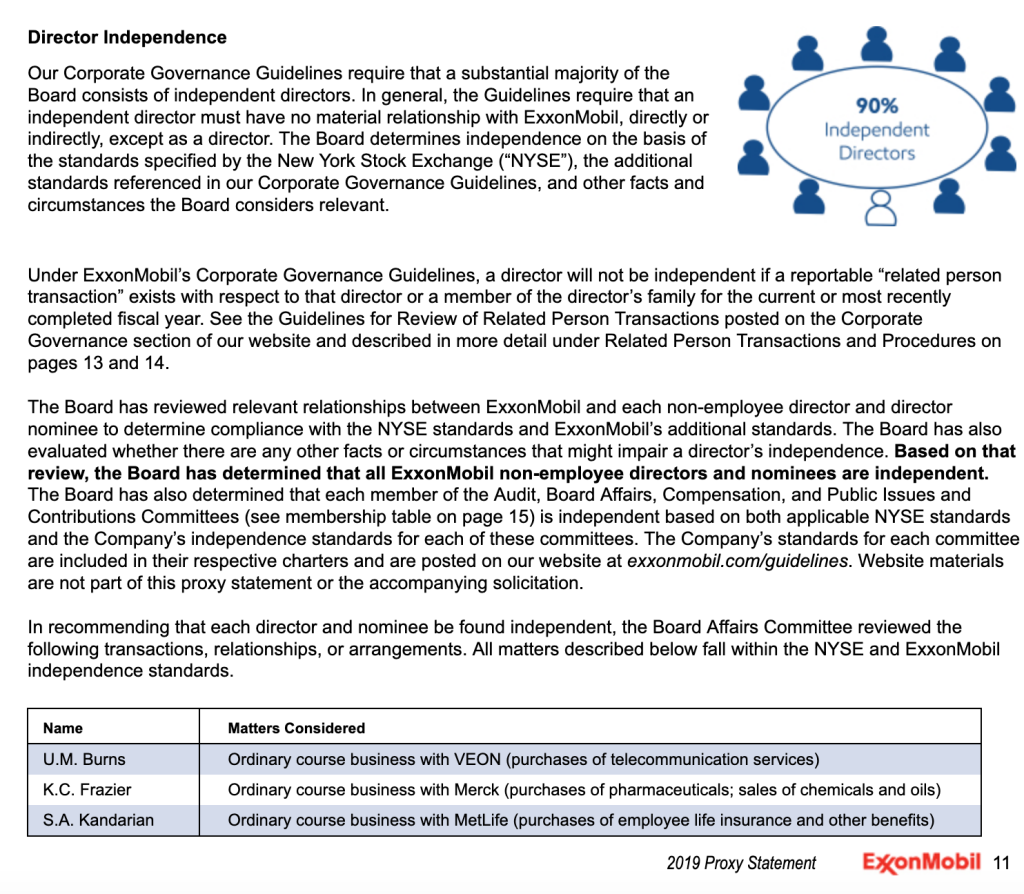 Director Independence
Our Corporate Governance Guidelines require that a substantial majority of the
Board consists of independent directors. In general, the Guidelines require that an
independent director must have no material relationship with ExxonMobil, directly or
indirectly, except as a director. The Board determines independence on the basis of
the standards specified by the New York Stock Exchange (“NYSE”), the additional
standards referenced in our Corporate Governance Guidelines, and other facts and
circumstances the Board considers relevant.
90%
Independent
Directors
Under ExxonMobil’s Corporate Governance Guidelines, a director will not be independent if a reportable “related person
transaction” exists with respect to that director or a member of the director’s family for the current or most recently
completed fiscal year. See the Guidelines for Review of Related Person Transactions posted on the Corporate
Governance section of our website and described in more detail under Related Person Transactions and Procedures on
pages 13 and 14.
The Board has reviewed relevant relationships between ExxonMobil and each non-employee director and director
nominee to determine compliance with the NYSE standards and ExxonMobil’s additional standards. The Board has also
evaluated whether there are any other facts or circumstances that might impair a director’s independence. Based on that
review, the Board has determined that all ExxonMobil non-employee directors and nominees are independent.
The Board has also determined that each member of the Audit, Board Affairs, Compensation, and Public Issues and
Contributions Committees (see membership table on page 15) is independent based on both applicable NYSE standards
and the Company’s independence standards for each of these committees. The Company’s standards for each committee
are included in their respective charters and are posted on our website at exxonmobil.com/guidelines. Website materials
are not part of this proxy statement or the accompanying solicitation.
In recommending that each director and nominee be found independent, the Board Affairs Committee reviewed the
following transactions, relationships, or arrangements. All matters described below fall within the NYSE and ExxonMobil
independence standards.
Name Matters Considered
U.M. Burns Ordinary course business with VEON (purchases of telecommunication services)
K.C. Frazier Ordinary course business with Merck (purchases of pharmaceuticals; sales of chemicals and oils)
S.A. Kandarian Ordinary course business with MetLife (purchases of employee life insurance and other benefits)
2019 Proxy Statement ExxonMobil 11